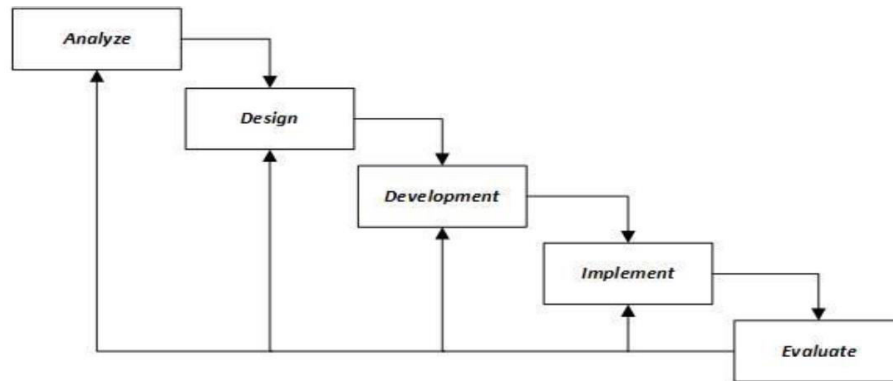 Analyze
Design
Development
Implement
Evaluate